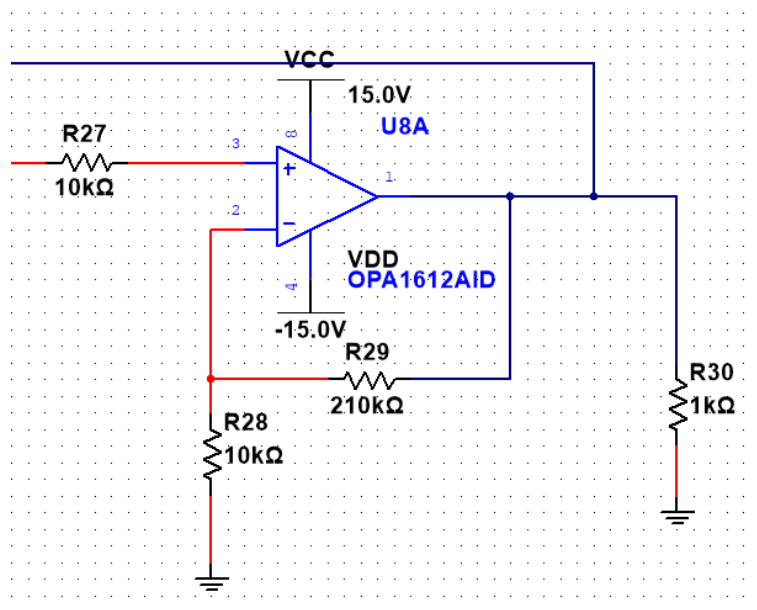 VCC
15.0V
U8A
R27
10kΩ
3
8
+
1
2
−
4
VDD
OPA1612AID
-15.0V
R29
210kΩ
R28
10kΩ
R30
1kΩ